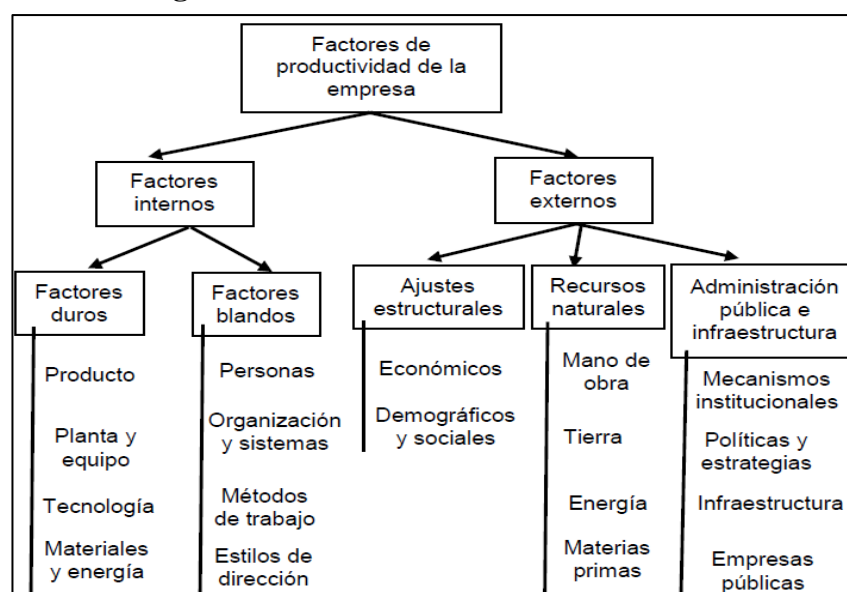 Factores de
productividad de la
empresa
Factores
internos
Factores
externos
Factores
duros
Factores
blandos
Ajustes
estructurales
Recursos
naturales
Administración
pública e
infraestructura
Producto
Planta y
equipo
Tecnología
Materiales
y energía
Personas
Organización
y sistemas
Métodos
de trabajo
Estilos de
dirección
Económicos
Demográficos
y sociales
Mano de
obra
Tierra
Energía
Materias
primas
Mecanismos
institucionales
Políticas y
estrategias
Infraestructura
Empresas
públicas